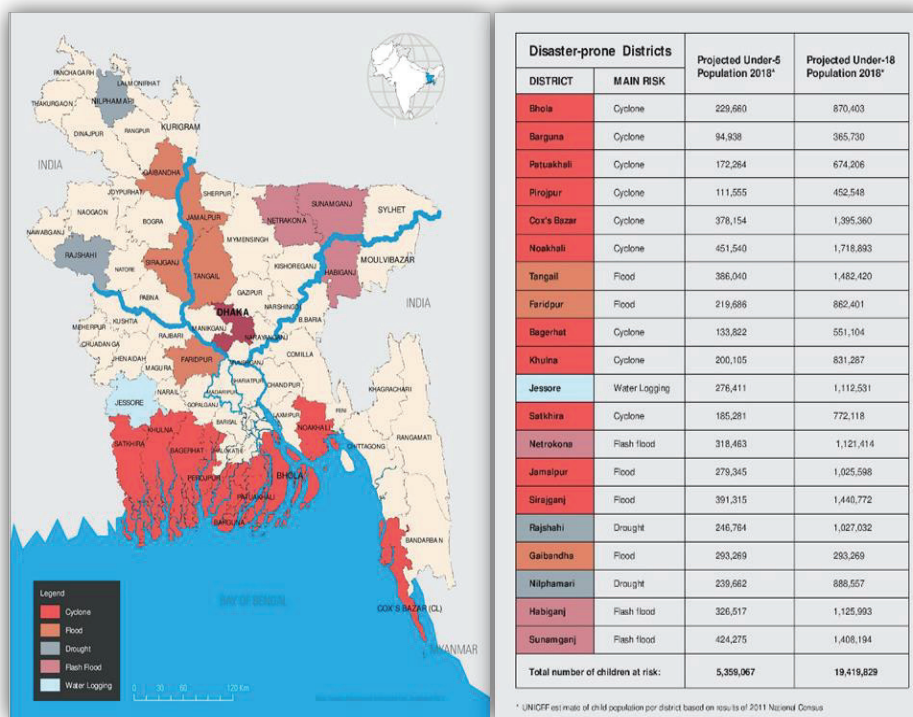 PANCHAGARH
LALMONIRHAT
THAKURGAON
NILPHAMARI
DINAJPUR
RANGPUR
KURIGRAM
INDIA
GAIBANDHA
JOYPURHAT
SHERPUR
SUNAMGANJ
SYLHET
NAOGAON
BOGRA
JAMALPUR
NETRAKONA
NAWABGANJ
MYMENSINGH
MOULVIBAZAR
RAJSHAHI
SIRAJGANJ
TANGAIL
KISHOREGANJ
HABIGANJ
NATORE
GAZIPUR
INDIA
PABNA
NARSHINGDI
DHAKA
B.BARIA
MEHERPUR
KUSHTIA
MANIKGANJ
NARAYANGANJ
CHUADANGA
RAJBARI
COMILLA
JHENAIDAH
FARIDPUR
MAGURA
SHARIATPUR
CHANDPUR
KHAGRACHARI
NARAIL
MADARIPUR
JESSORE
GOPALGANJ
LAXMIPUR
FENI
BARISAL
NOAKHALI
KHULNA
RANGAMATI
SATKHIRA
BAGERHAT
JHALOKATI
CHITTAGONG
BHOLA
PEROJPUR
PATUAKHALI
BARGUNA
BANDARBAN
COX'S BAZAR (CL)
BAY OF BENGAL
MYANMAR
Legend
Cyclone
Flood
Drought
Flash Flood
Water Logging
0 30 60 120 Km
Disaster-prone Districts Projected Under-5 Population 2018* Projected Under-18 Population 2018*
DISTRICT MAIN RISK
Bhola Cyclone 229,660 870,403
Barguna Cyclone 94,938 365,730
Patuakhali Cyclone 172,264 674,206
Pirojpur Cyclone 111,555 452,548
Cox's Bazar Cyclone 378,154 1,395,360
Noakhali Cyclone 451,540 1,718,893
Tangail Flood 386,040 1,482,420
Faridpur Flood 219,686 862,401
Bagerhat Cyclone 133,822 551,104
Khulna Cyclone 200,105 831,287
Jessore Water Logging 276,411 1,112,531
Satkhira Cyclone 185,281 772,118
Netrokona Flash flood 318,463 1,121,414
Jamalpur Flood 279,345 1,025,598
Sirajganj Flood 391,315 1,440,772
Rajshahi Drought 246,764 1,027,032
Gaibandha Flood 293,269 293,269
Nilphamari Drought 239,662 888,557
Habiganj Flash flood 326,517 1,125,993
Sunamganj Flash flood 424,275 1,408,194
Total number of children at risk: 5,359,067 19,419,829
* UNICEF estimate of child population per district based on results of 2011 National Census